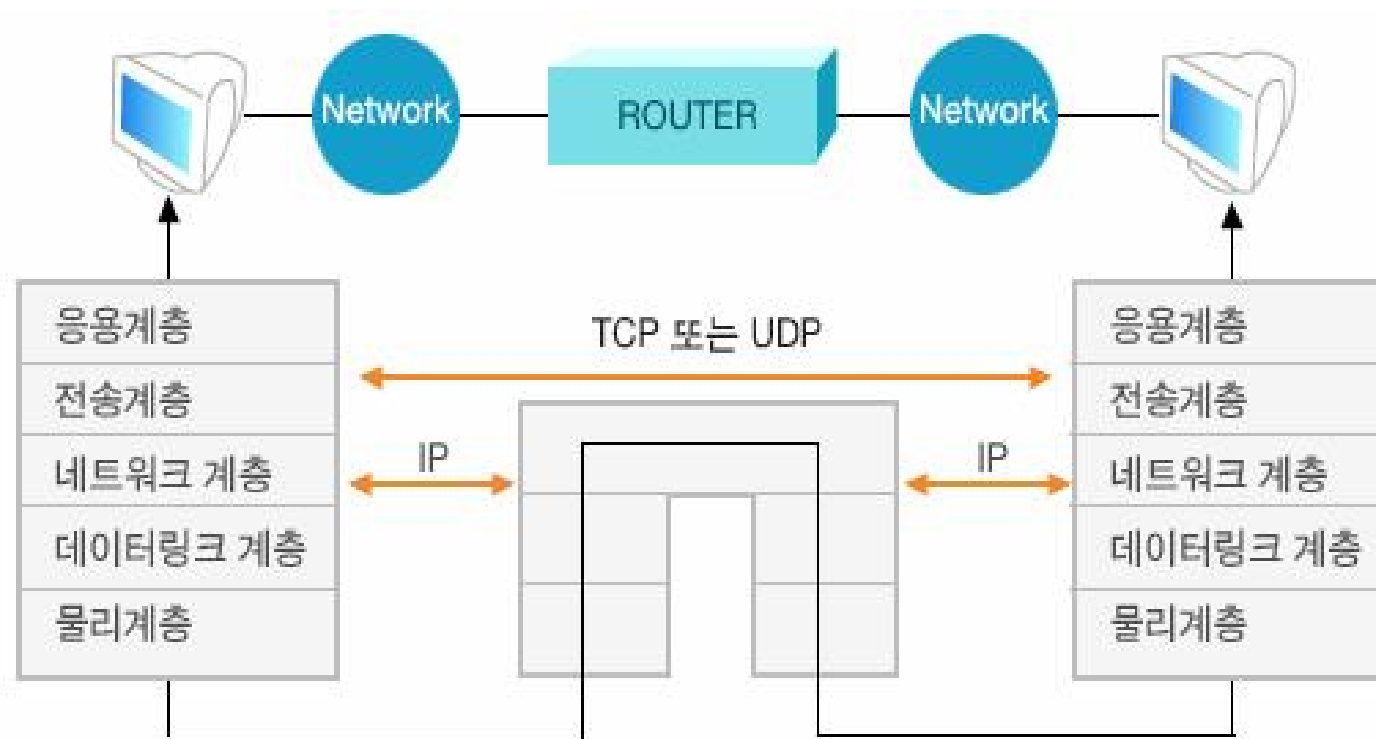 Network
ROUTER
Network
응용계층
전송계층
네트워크 계층
데이터링크 계층
물리계층
TCP 또는 UDP
IP
IP
응용계층
전송계층
네트워크 계층
데이터링크 계층
물리계층